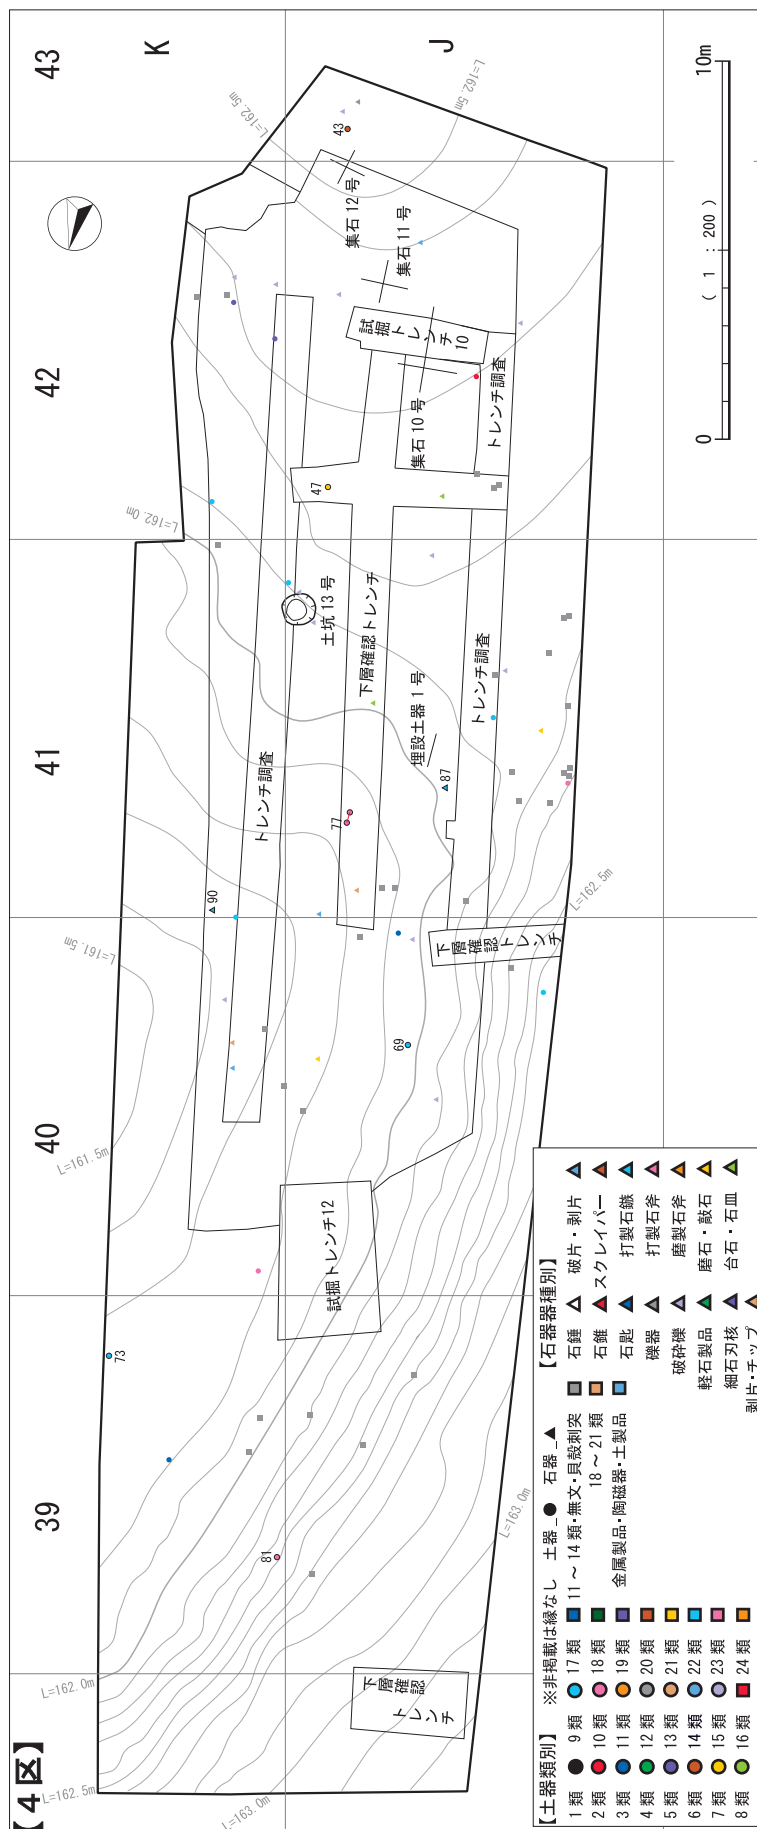 【4区】
39
40
41
42
43
K
J
L=162.5m
L=162.5m
L=162.0m
L=161.5m
L=161.5m
L=162.5m
L=163.0m
L=162.0m
L=162.5m
L=163.0m
43
集石12号
集石11号
試掘
トレンチ
10
集石10号
トレンチ調査
47
土坑13号
下層確認トレンチ
埋設土器1号
トレンチ調査
87
トレンチ調査
77
90
下層確認
トレンチ
69
試掘トレンチ12
73
81
下層確認
トレンチ
0
10m
( 1 : 200 )
【土器類別】 ※非掲載は縁なし 土器_● 石器_▲
1類
2類
3類
4類
5類
6類
7類
8類
9類
10類
11類
12類
13類
14類
15類
16類
17類
18類
19類
20類
21類
22類
23類
24類
11～14類・無文・貝殻刺突
18～21類
金属製品・陶磁器・土製品
【石器器種別】
石錘
石錐
石匙
礫器
破砕礫
軽石製品
細石刃核
剥片・チップ
破片・剥片
スクレイパー
打製石鏃
打製石斧
磨製石斧
磨石・敲石
台石・石皿